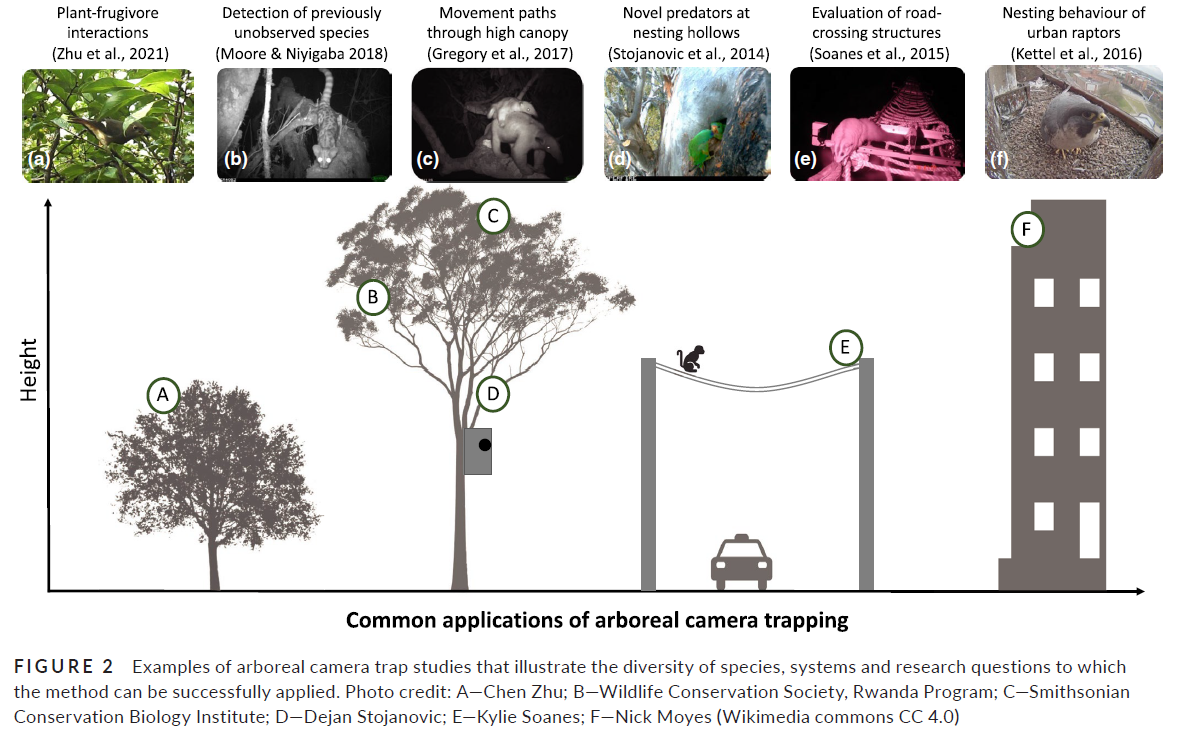 Plant-frugivore
interactions
(Zhu et al., 2021)
Detection of previously
unobserved species
(Moore & Niyigaba 2018)
Movement paths
through high canopy
(Gregory et al., 2017)
Novel predators at
nesting hollows
(Stojanovic et al., 2014)
Evaluation of road-
crossing structures
(Soanes et al., 2015)
Nesting behaviour of
urban raptors
(Kettel et al., 2016)
(a)
(b)
(c)
(d)
(e)
(f)
C
F
B
E
A
D
Height
Common applications of arboreal camera trapping
FIGURE 2 Examples of arboreal camera trap studies that illustrate the diversity of species, systems and research questions to which
the method can be successfully applied. Photo credit: A—Chen Zhu; B—Wildlife Conservation Society, Rwanda Program; C—Smithsonian
Conservation Biology Institute; D—Dejan Stojanovic; E—Kylie Soanes; F—Nick Moyes (Wikimedia commons CC 4.0)